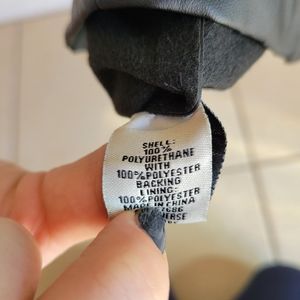 SHELL:
100%
POLYURETHANE
WITH
100%POLYESTER
BACKING
LINING:
100%POLYESTER
MADE IN CHINA